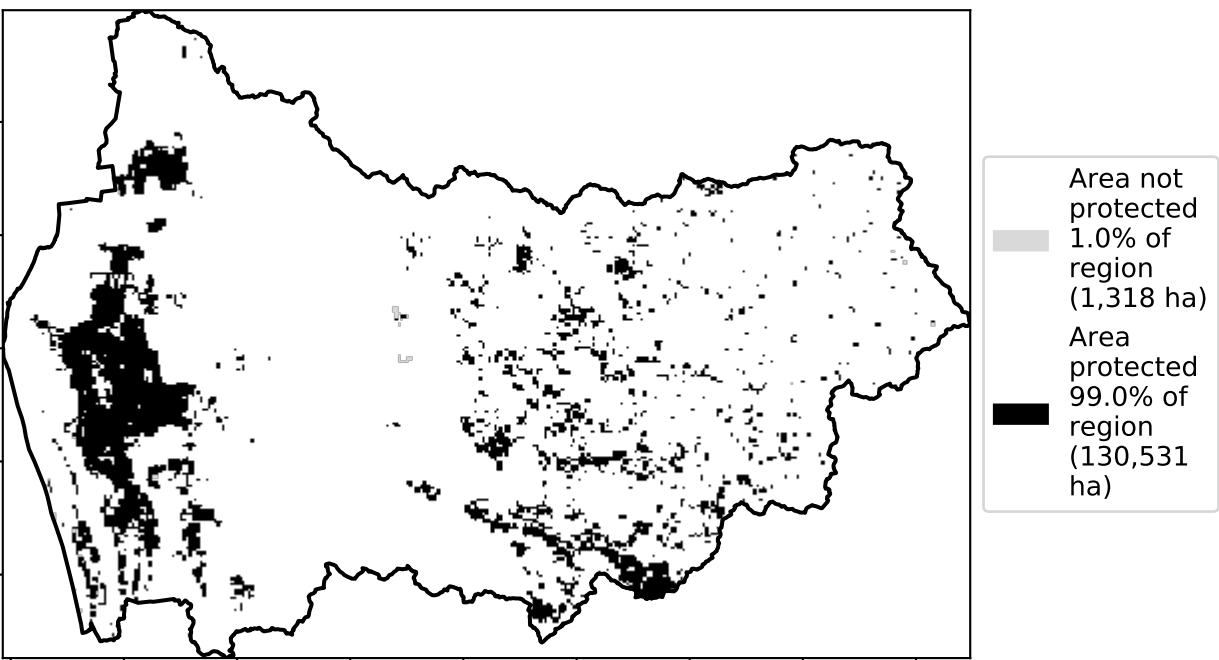 Area not
protected
1.0% of
region
(1,318 ha)
Area
protected
99.0% of
region
(130,531
ha)